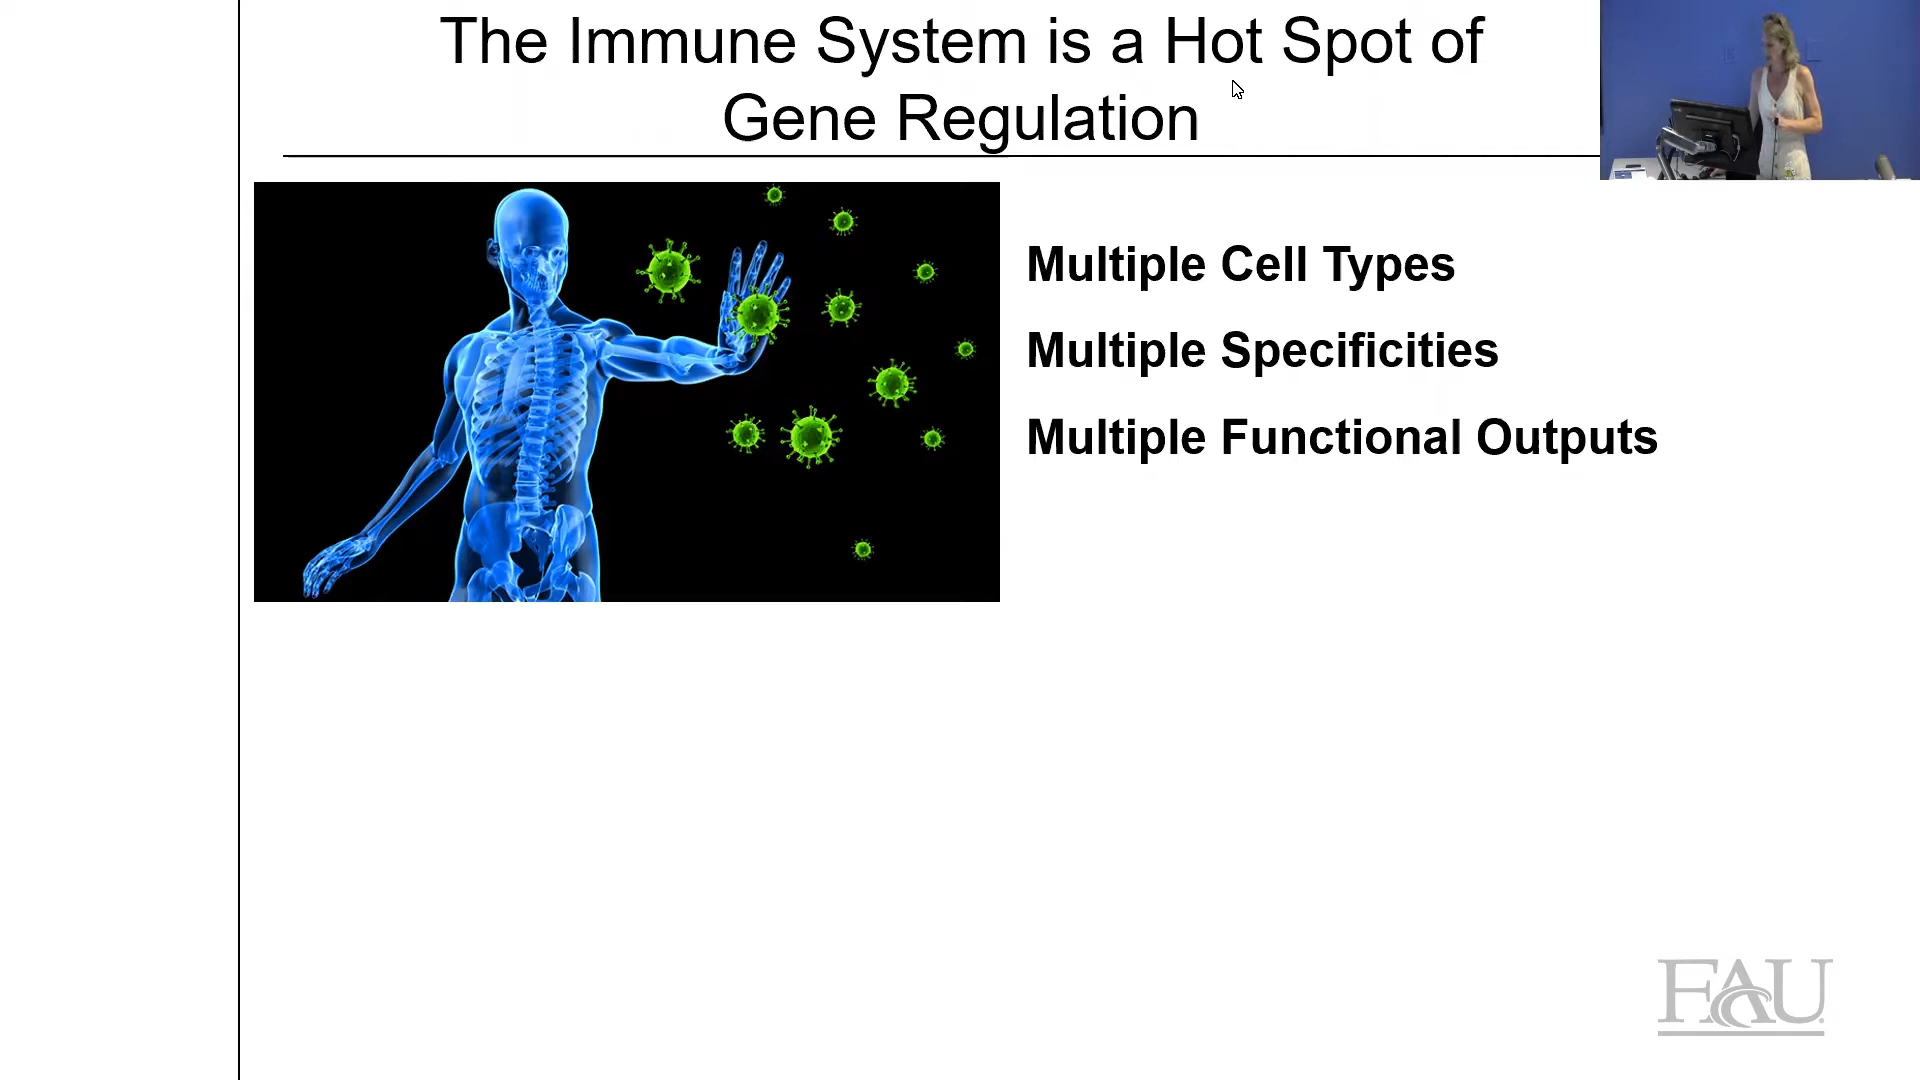 The Immune System is a Hot Spot of
Gene Regulation
Multiple Cell Types
Multiple Specificities
Multiple Functional Outputs
FAU